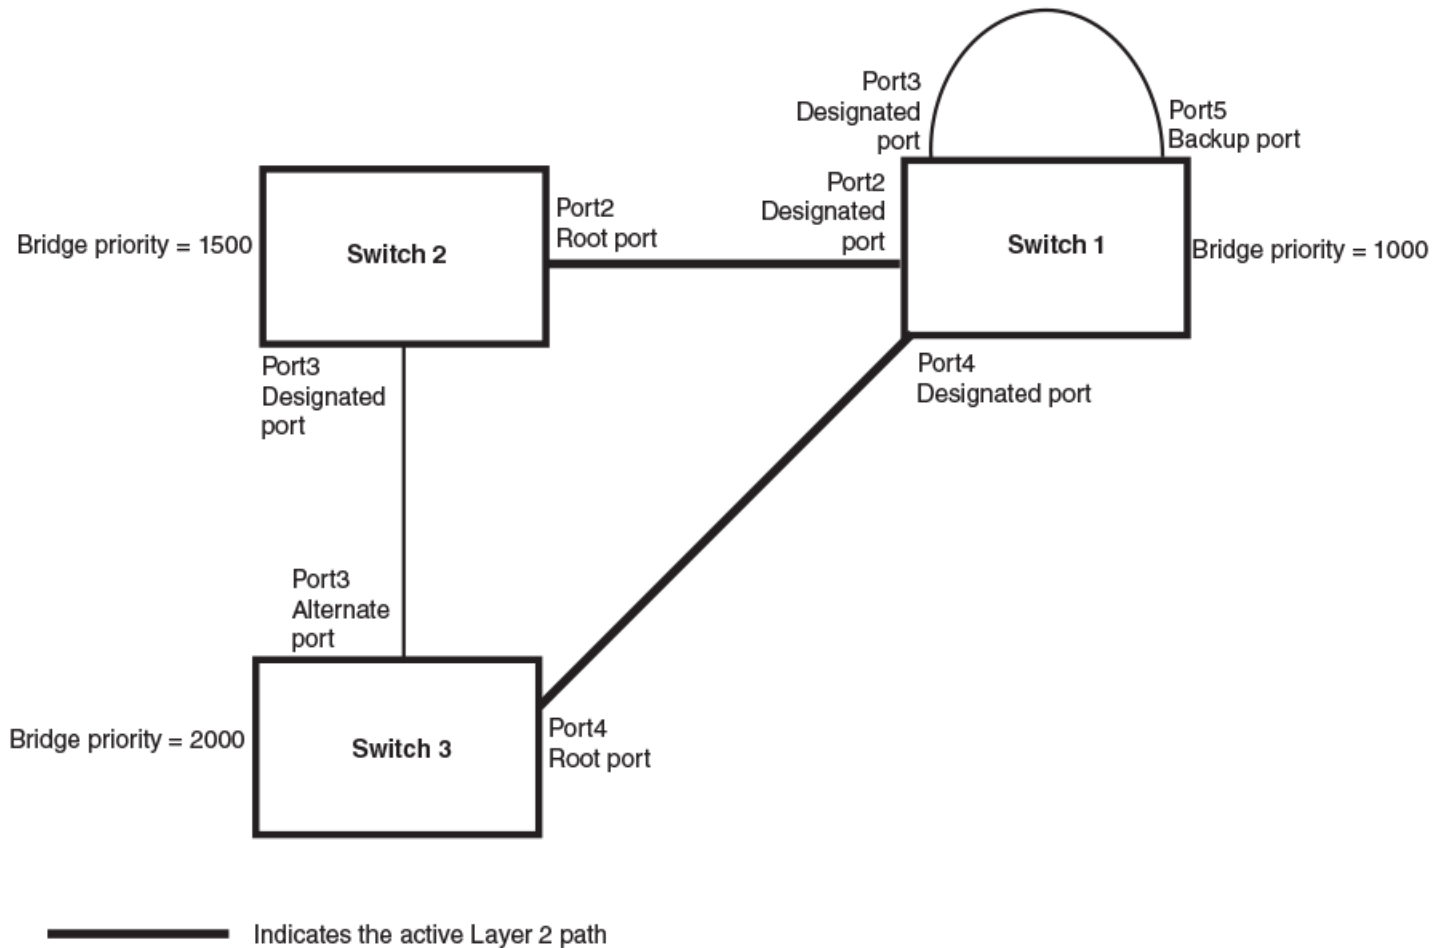 Port3
Designated
port
Port5
Backup port
Port2
Designated
port
Switch 1
Bridge priority = 1000
Port4
Designated port
Bridge priority = 1500
Switch 2
Port2
Root port
Port3
Designated
port
Port3
Alternate
port
Bridge priority = 2000
Switch 3
Port4
Root port
Indicates the active Layer 2 path